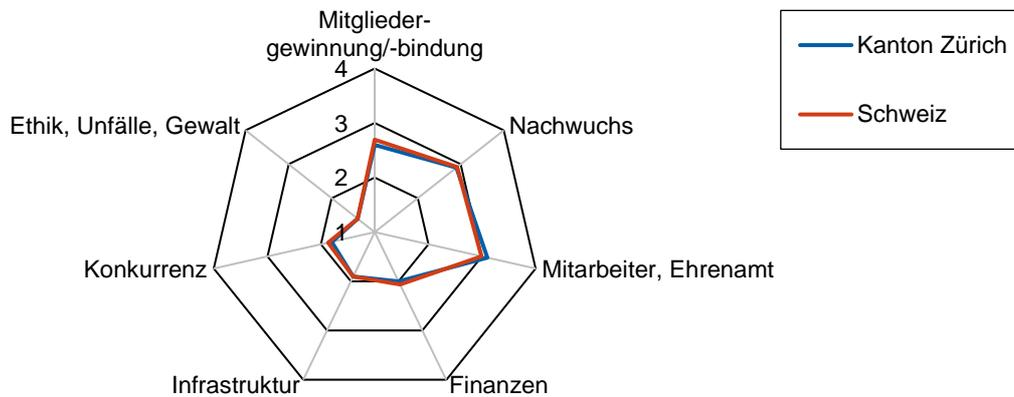 Mitglieder-
gewinnung/-bindung
4
3
2
1
Nachwuchs
Mitarbeiter, Ehrenamt
Finanzen
Infrastruktur
Konkurrenz
Ethik, Unfälle, Gewalt
Kanton Zürich
Schweiz